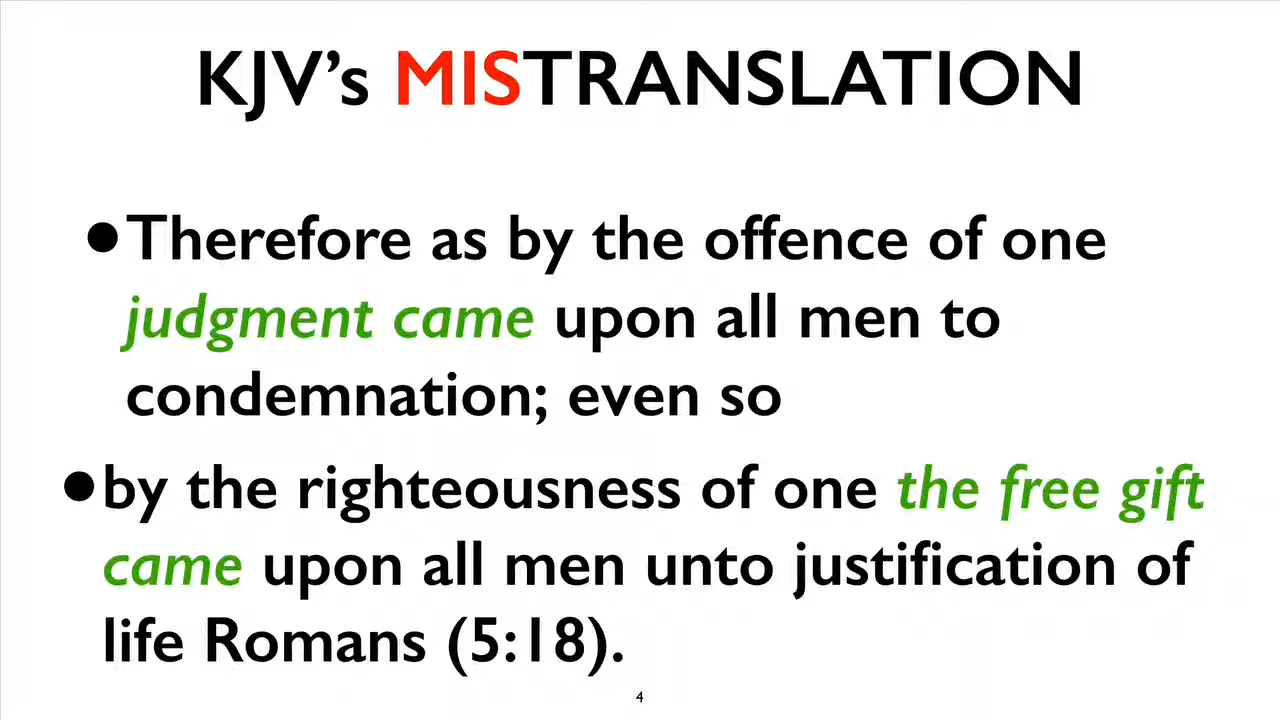 KJV’s MISTRANSLATION
•Therefore as by the offence of one
judgment came upon all men to
condemnation; even so
•by the righteousness of one the free gift
came upon all men unto justification of
life Romans (5:18).
4